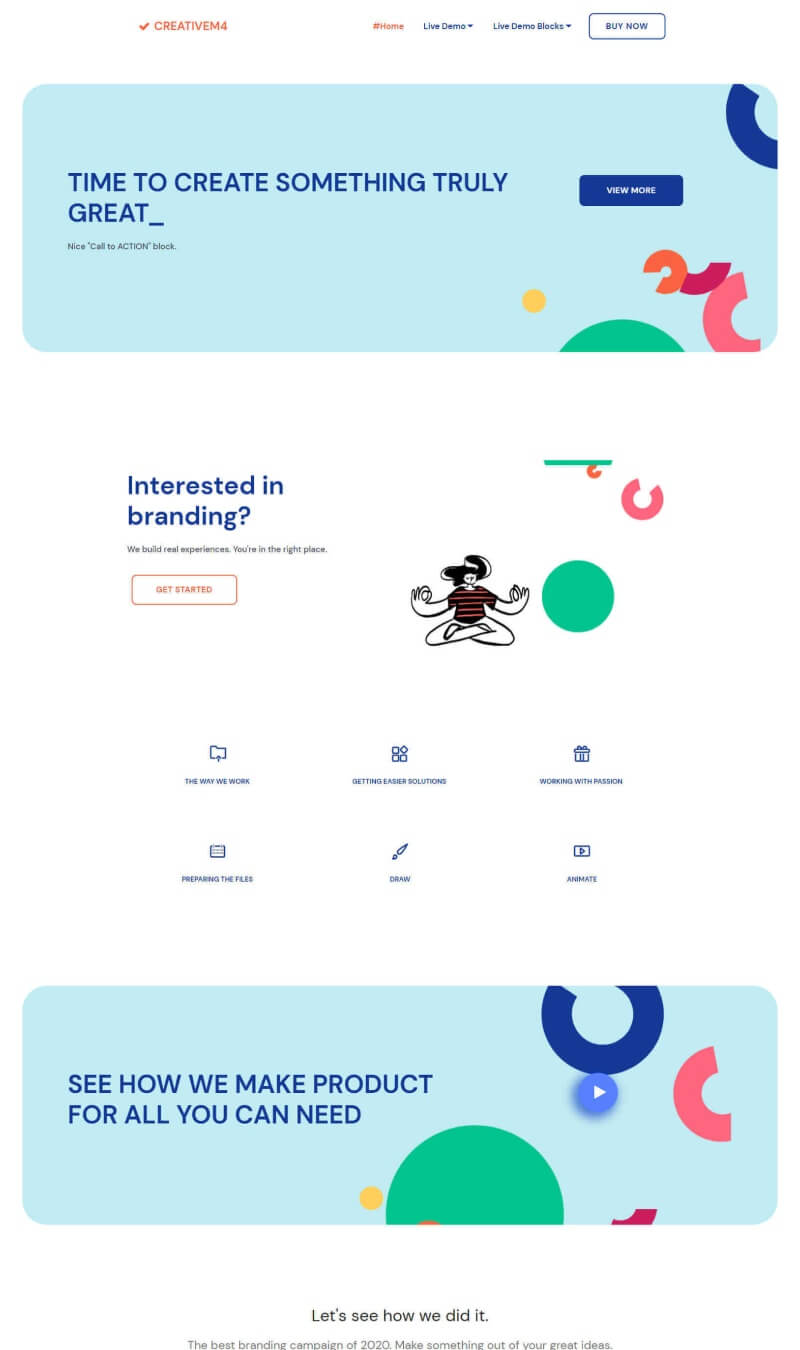 CREATIVEM4
#Home
Live Demo
Live Demo Blocks
BUY NOW
TIME TO CREATE SOMETHING TRULY
GREAT_
VIEW MORE
Nice "Call to ACTION" block.
Interested in
branding?
We build real experiences. You're in the right place.
GET STARTED
THE WAY WE WORK
GETTING EASIER SOLUTIONS
WORKING WITH PASSION
PREPARING THE FILES
DRAW
ANIMATE
SEE HOW WE MAKE PRODUCT
FOR ALL YOU CAN NEED
Let's see how we did it.
The best branding campaign of 2020. Make something out of your great ideas.